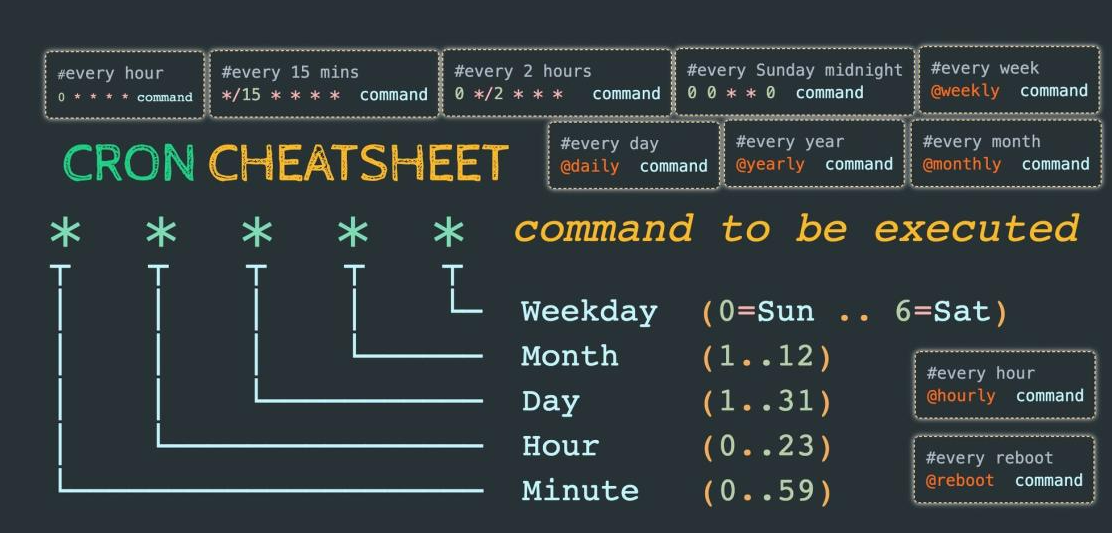 #every hour
0 * * * * command
#every 15 mins
*/15 * * * * command
#every 2 hours
0 */2 * * * command
#every Sunday midnight
0 0 * * 0 command
#every week
@weekly command
#every day
@daily command
#every year
@yearly command
#every month
@monthly command
CRON CHEATSHEET
* * * * * command to be executed
Weekday (0=Sun .. 6=Sat)
Month (1..12)
Day (1..31)
Hour (0..23)
Minute (0..59)
#every hour
@hourly command
#every reboot
@reboot command